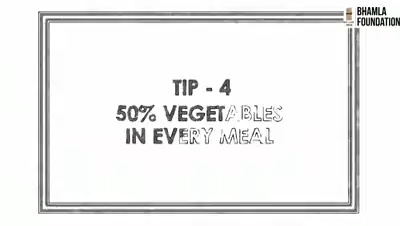 BHAMLA
FOUNDATION
TIP - 4
50% VEGETABLES
IN EVERY MEAL